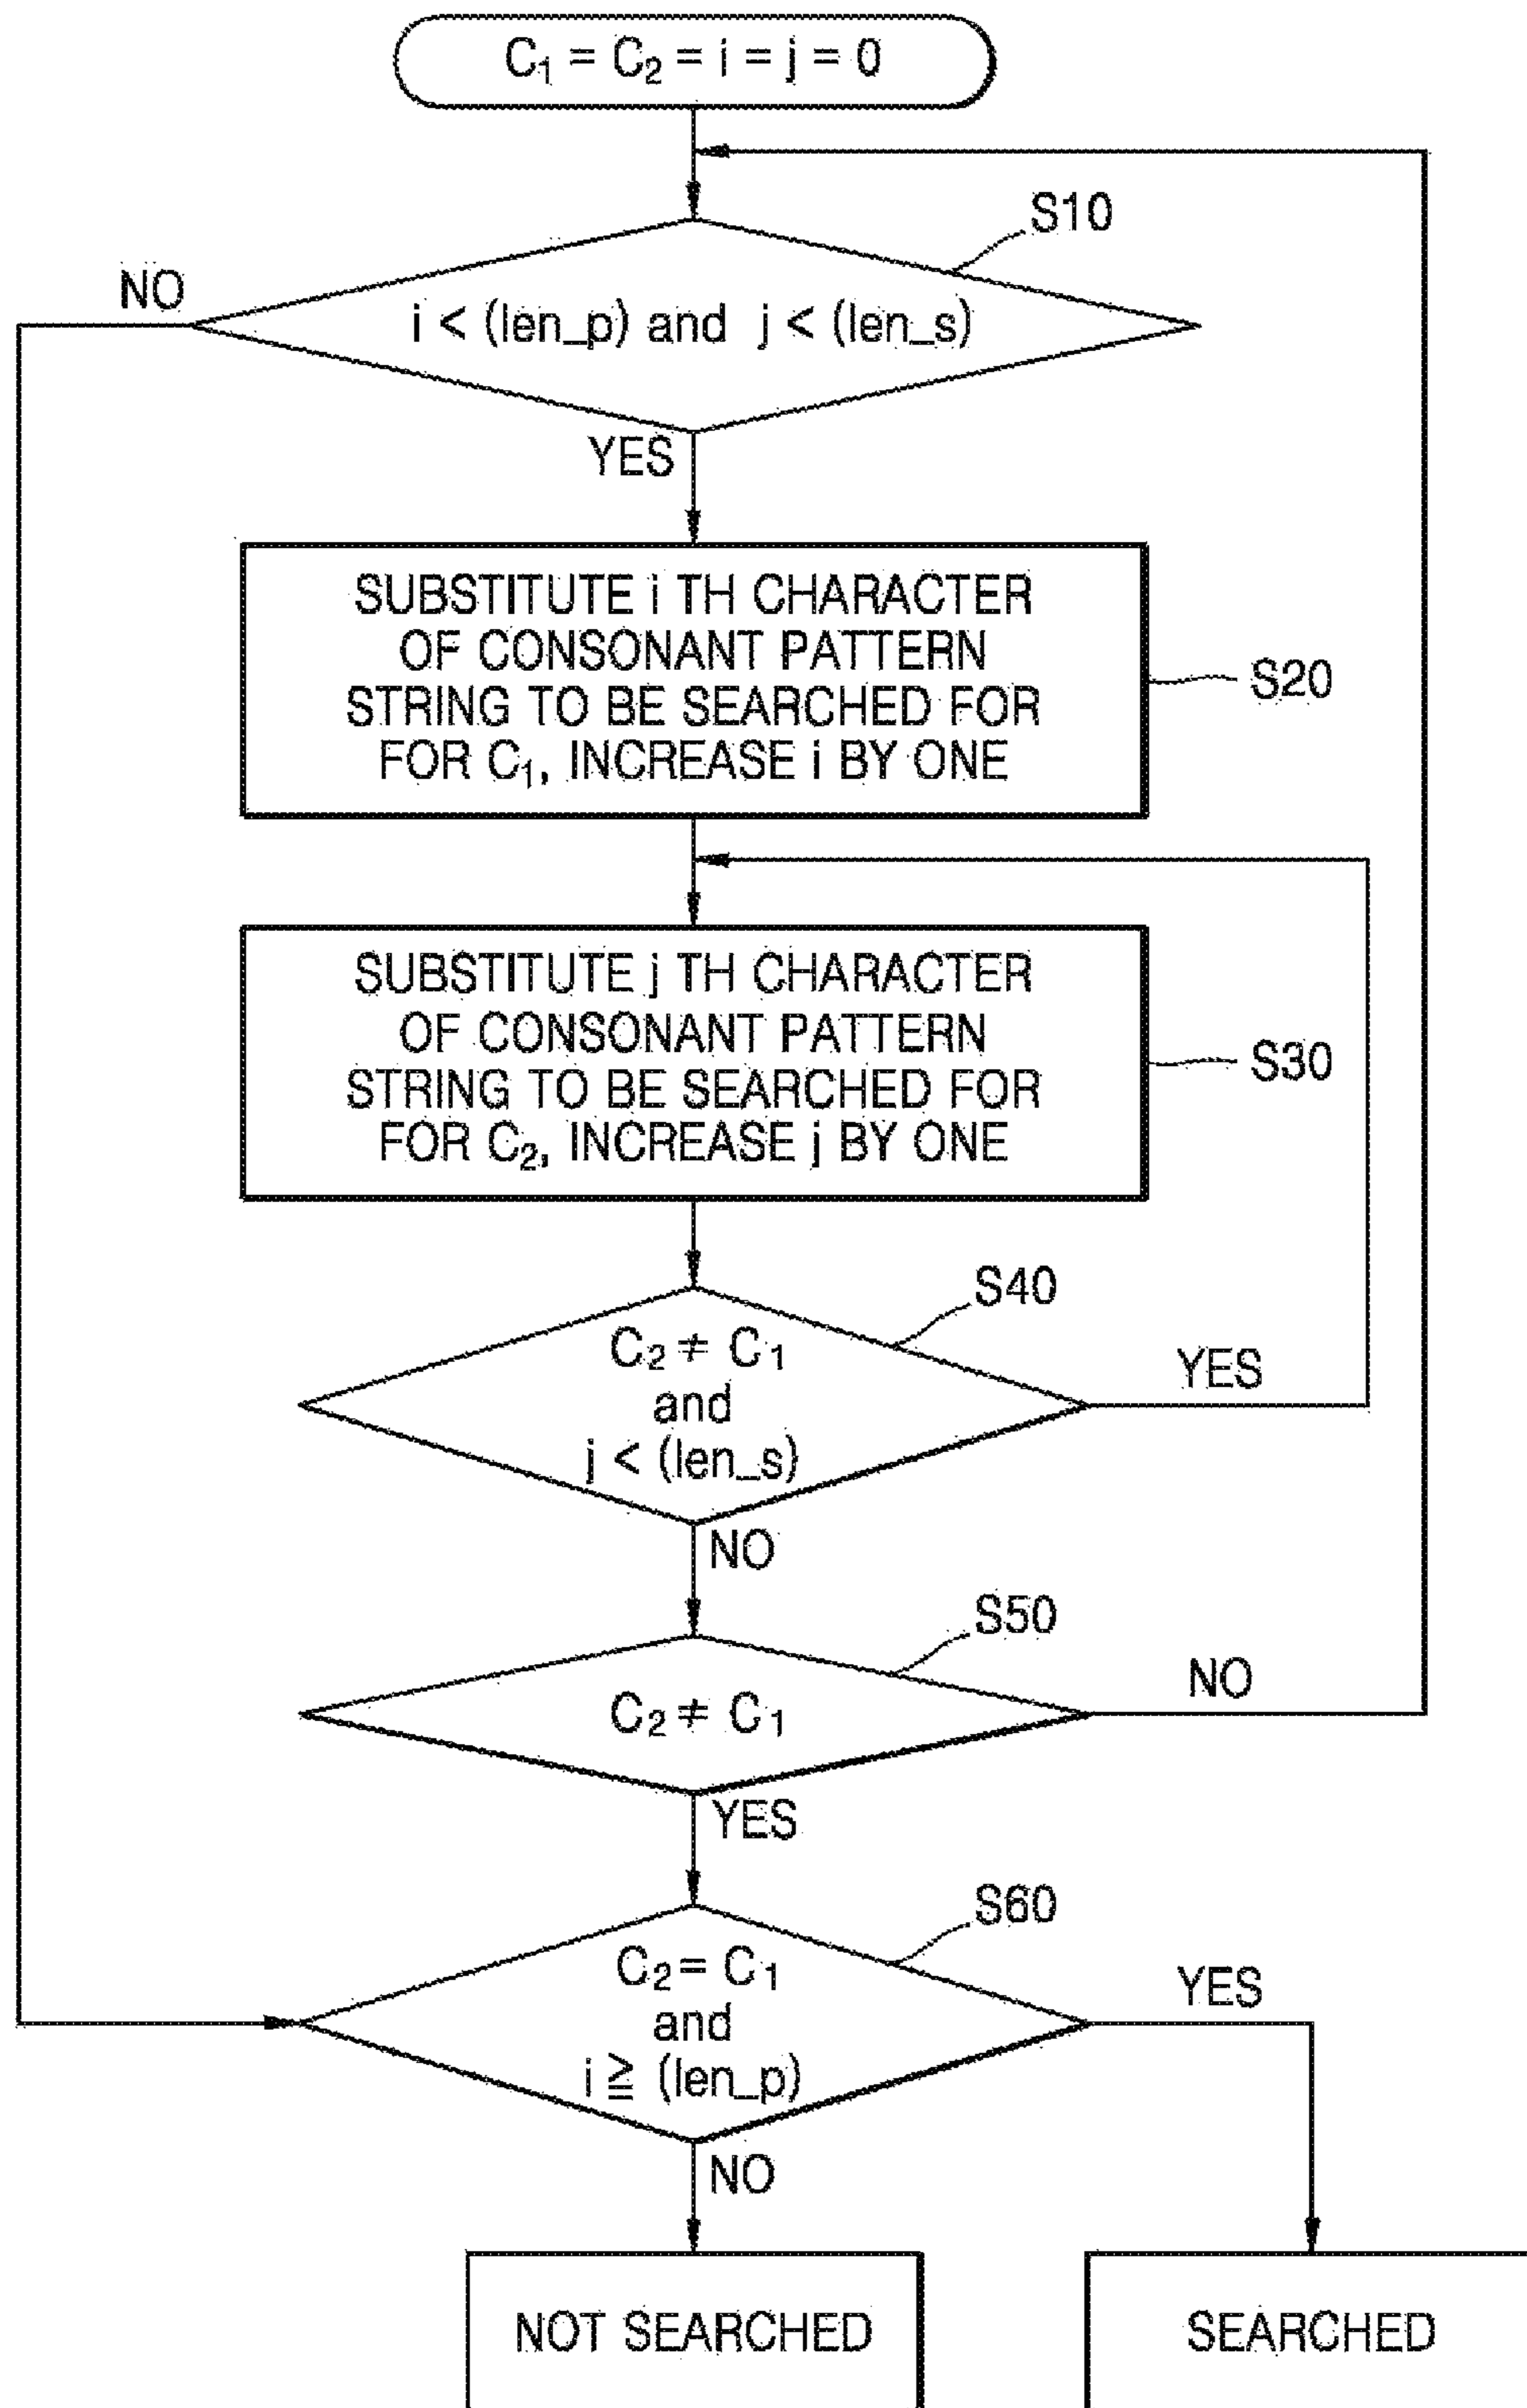 C₁ = C₂ = i = j = 0
S10
NO
i < (len_p) and j < (len_s)
YES
SUBSTITUTE i TH CHARACTER
OF CONSONANT PATTERN
STRING TO BE SEARCHED FOR
FOR C₁, INCREASE i BY ONE
S20
SUBSTITUTE j TH CHARACTER
OF CONSONANT PATTERN
STRING TO BE SEARCHED FOR
FOR C₂, INCREASE j BY ONE
S30
S40
C₂ ≠ C₁
and
j < (len_s)
YES
NO
S50
C₂ ≠ C₁
NO
YES
S60
C₂ = C₁
and
i ≧ (len_p)
YES
NO
NOT SEARCHED
SEARCHED